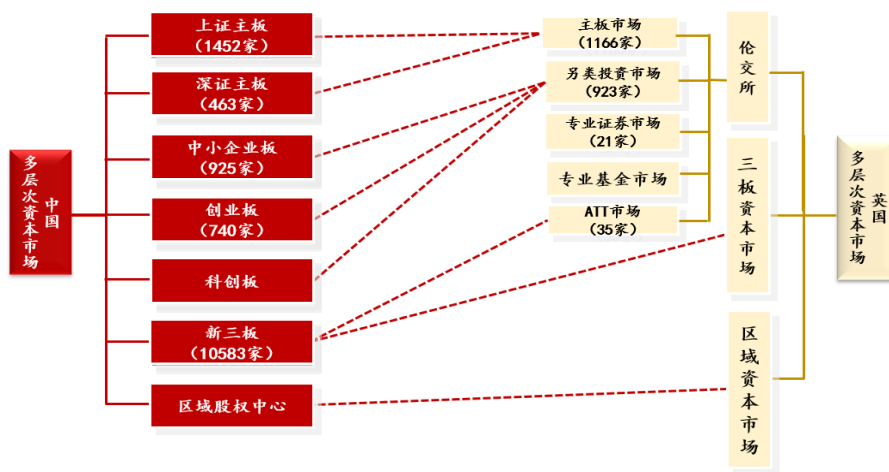 中国
多层次资本市场
上证主板
（1452家）
深证主板
（463家）
中小企业板
（925家）
创业板
（740家）
科创板
新三板
（10583家）
区域股权中心
主板市场
（1166家）
另类投资市场
（923家）
专业证券市场
（21家）
专业基金市场
ATT市场
（35家）
伦交所
三板资本市场
区域资本市场
英国
多层次资本市场